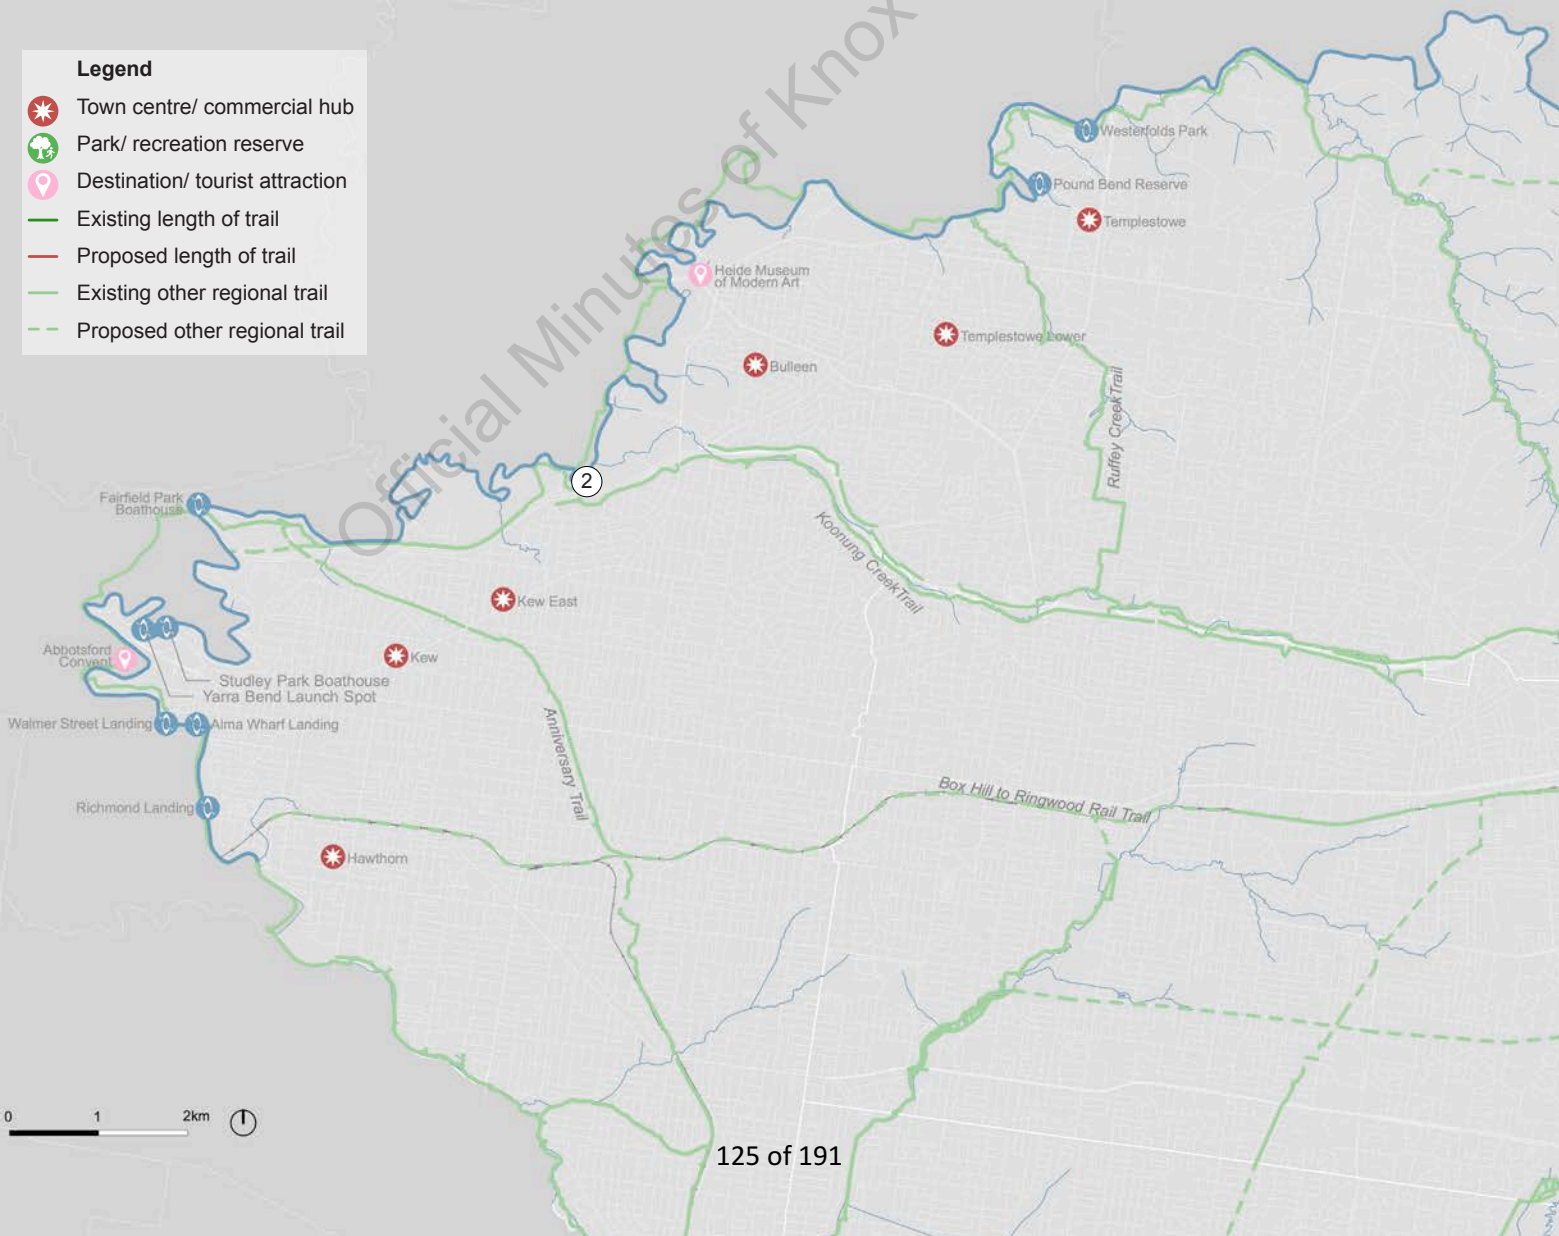 Legend
Town centre/ commercial hub
Park/ recreation reserve
Destination/ tourist attraction
Existing length of trail
Proposed length of trail
Existing other regional trail
Proposed other regional trail
Official Minutes of Knox
Westerfolds Park
Pound Bend Reserve
Templestowe
Heide Museum
of Modern Art
Templestowe Lower
Bulleen
Ruffey CreekTrail
2
Fairfield Park
Boathouse
Koonung CreekTrail
Kew East
Abbotsford
Convent
Kew
Studley Park Boathouse
Yarra Bend Launch Spot
Walmer Street Landing
Alma Wharf Landing
Anniversary Trail
Richmond Landing
Box Hill to Ringwood Rail Trail
Hawthorn
0 1 2km
125 of 191